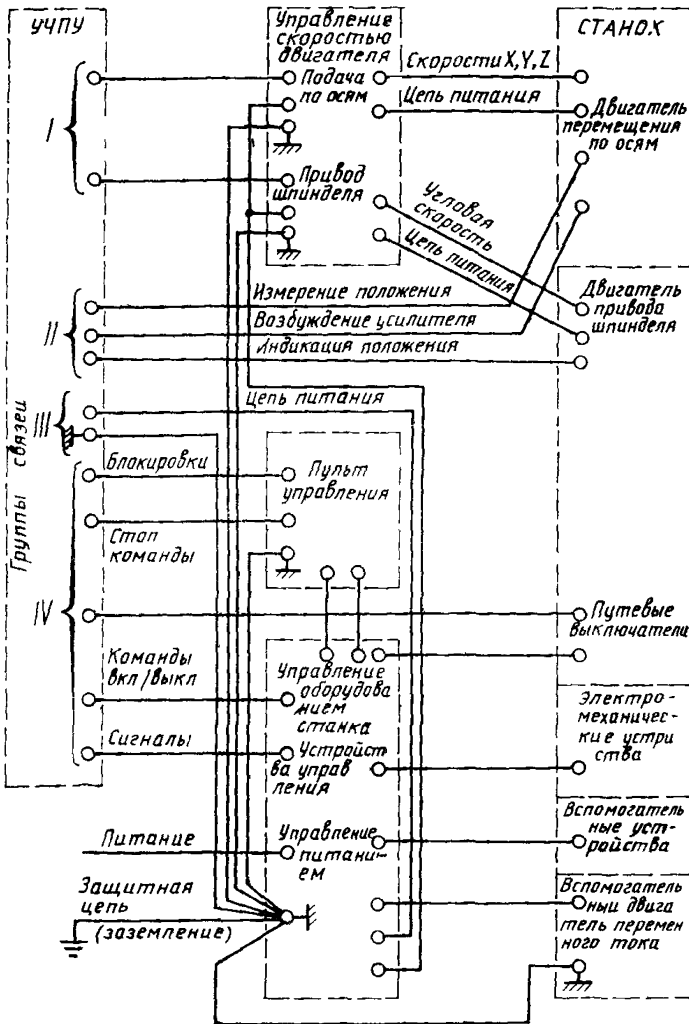 УЧПУ
Управление
скоростью
двигателя
СТАНОК
Подача
по осям
Скорости X, Y, Z
Цепь питания
Двигатель
перемещения
по осям
I
Привод
шпинделя
Угловая
скорость
Цепь питания
Измерение положения
Двигатель
привода
шпинделя
II
Возбуждение усилителя
Индикация положения
III
Цепь питания
Группы связей
Блокировки
Пульт
управления
Стоп
команды
IV
Путевые
выключатели
Команды
вкл/выкл
Управление
оборудова
нием
станка
Электро-
механичес-
кие устри
ства
Сигналы
Устройст
ва управ
ления
Питание
Управление
питани-
ем
Вспомогатель
ные уст-
ройства
Защитная
цепь
(заземление)
Вспомогатель
ный двига
тель перемен
ного тока